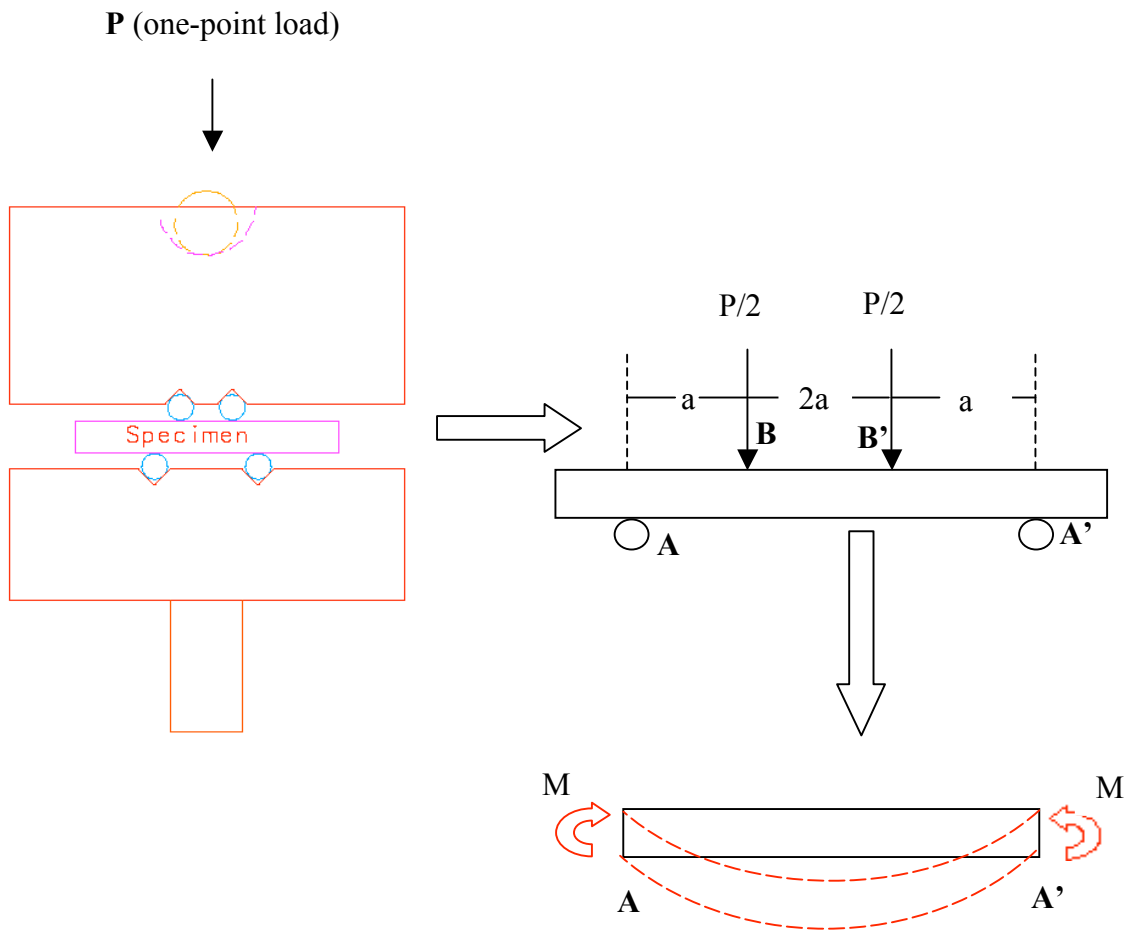 P (one-point load)
P/2 P/2
a 2a a
B B’
Specimen
A A’
M M
A A’